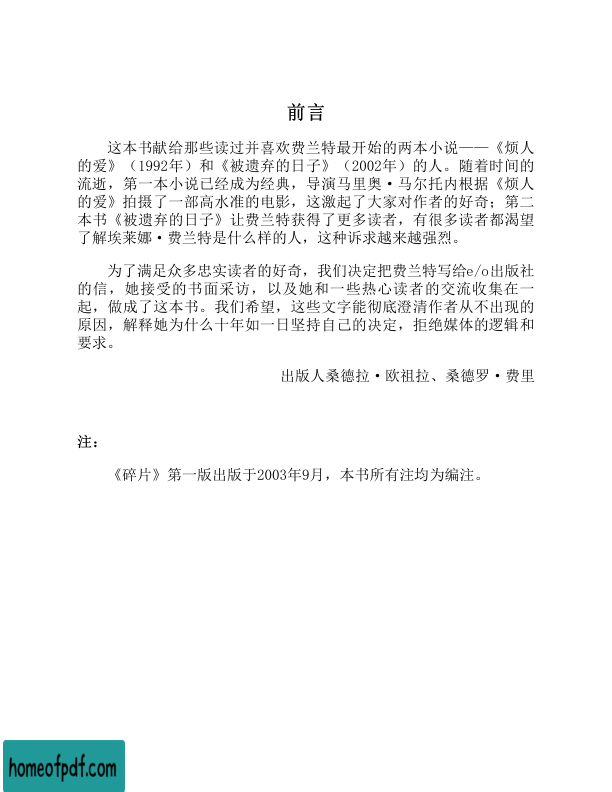 前言
这本书献给那些读过并喜欢费兰特最开始的两本小说——《烦人
的爱》（1992年）和《被遗弃的日子》（2002年）的人。随着时间的
流逝，第一本小说已经成为经典，导演马里奥·马尔托内根据《烦人
的爱》拍摄了一部高水准的电影，这激起了大家对作者的好奇；第二
本书《被遗弃的日子》让费兰特获得了更多读者，有很多读者都渴望
了解埃莱娜·费兰特是什么样的人，这种诉求越来越强烈。
为了满足众多忠实读者的好奇，我们决定把费兰特写给e/o出版社
的信，她接受的书面采访，以及她和一些热心读者的交流收集在一
起，做成了这本书。我们希望，这些文字能彻底澄清作者从不出现的
原因，解释她为什么十年如一日坚持自己的决定，拒绝媒体的逻辑和
要求。
出版人桑德拉·欧祖拉、桑德罗·费里
注：
《碎片》第一版出版于2003年9月，本书所有注均为编注。
homeofpdf.com